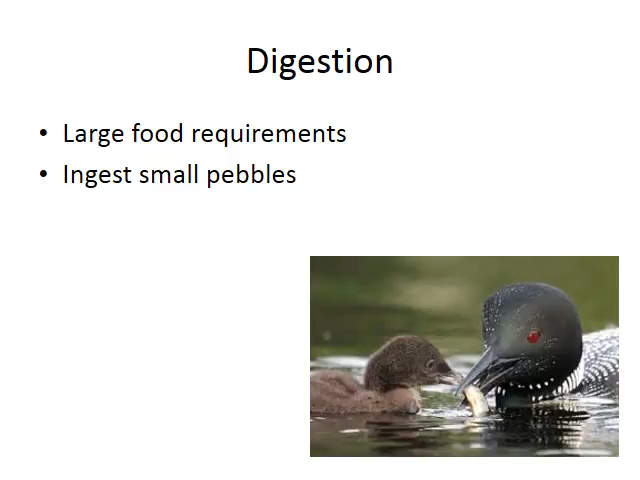 Digestion
• Large food requirements
• Ingest small pebbles